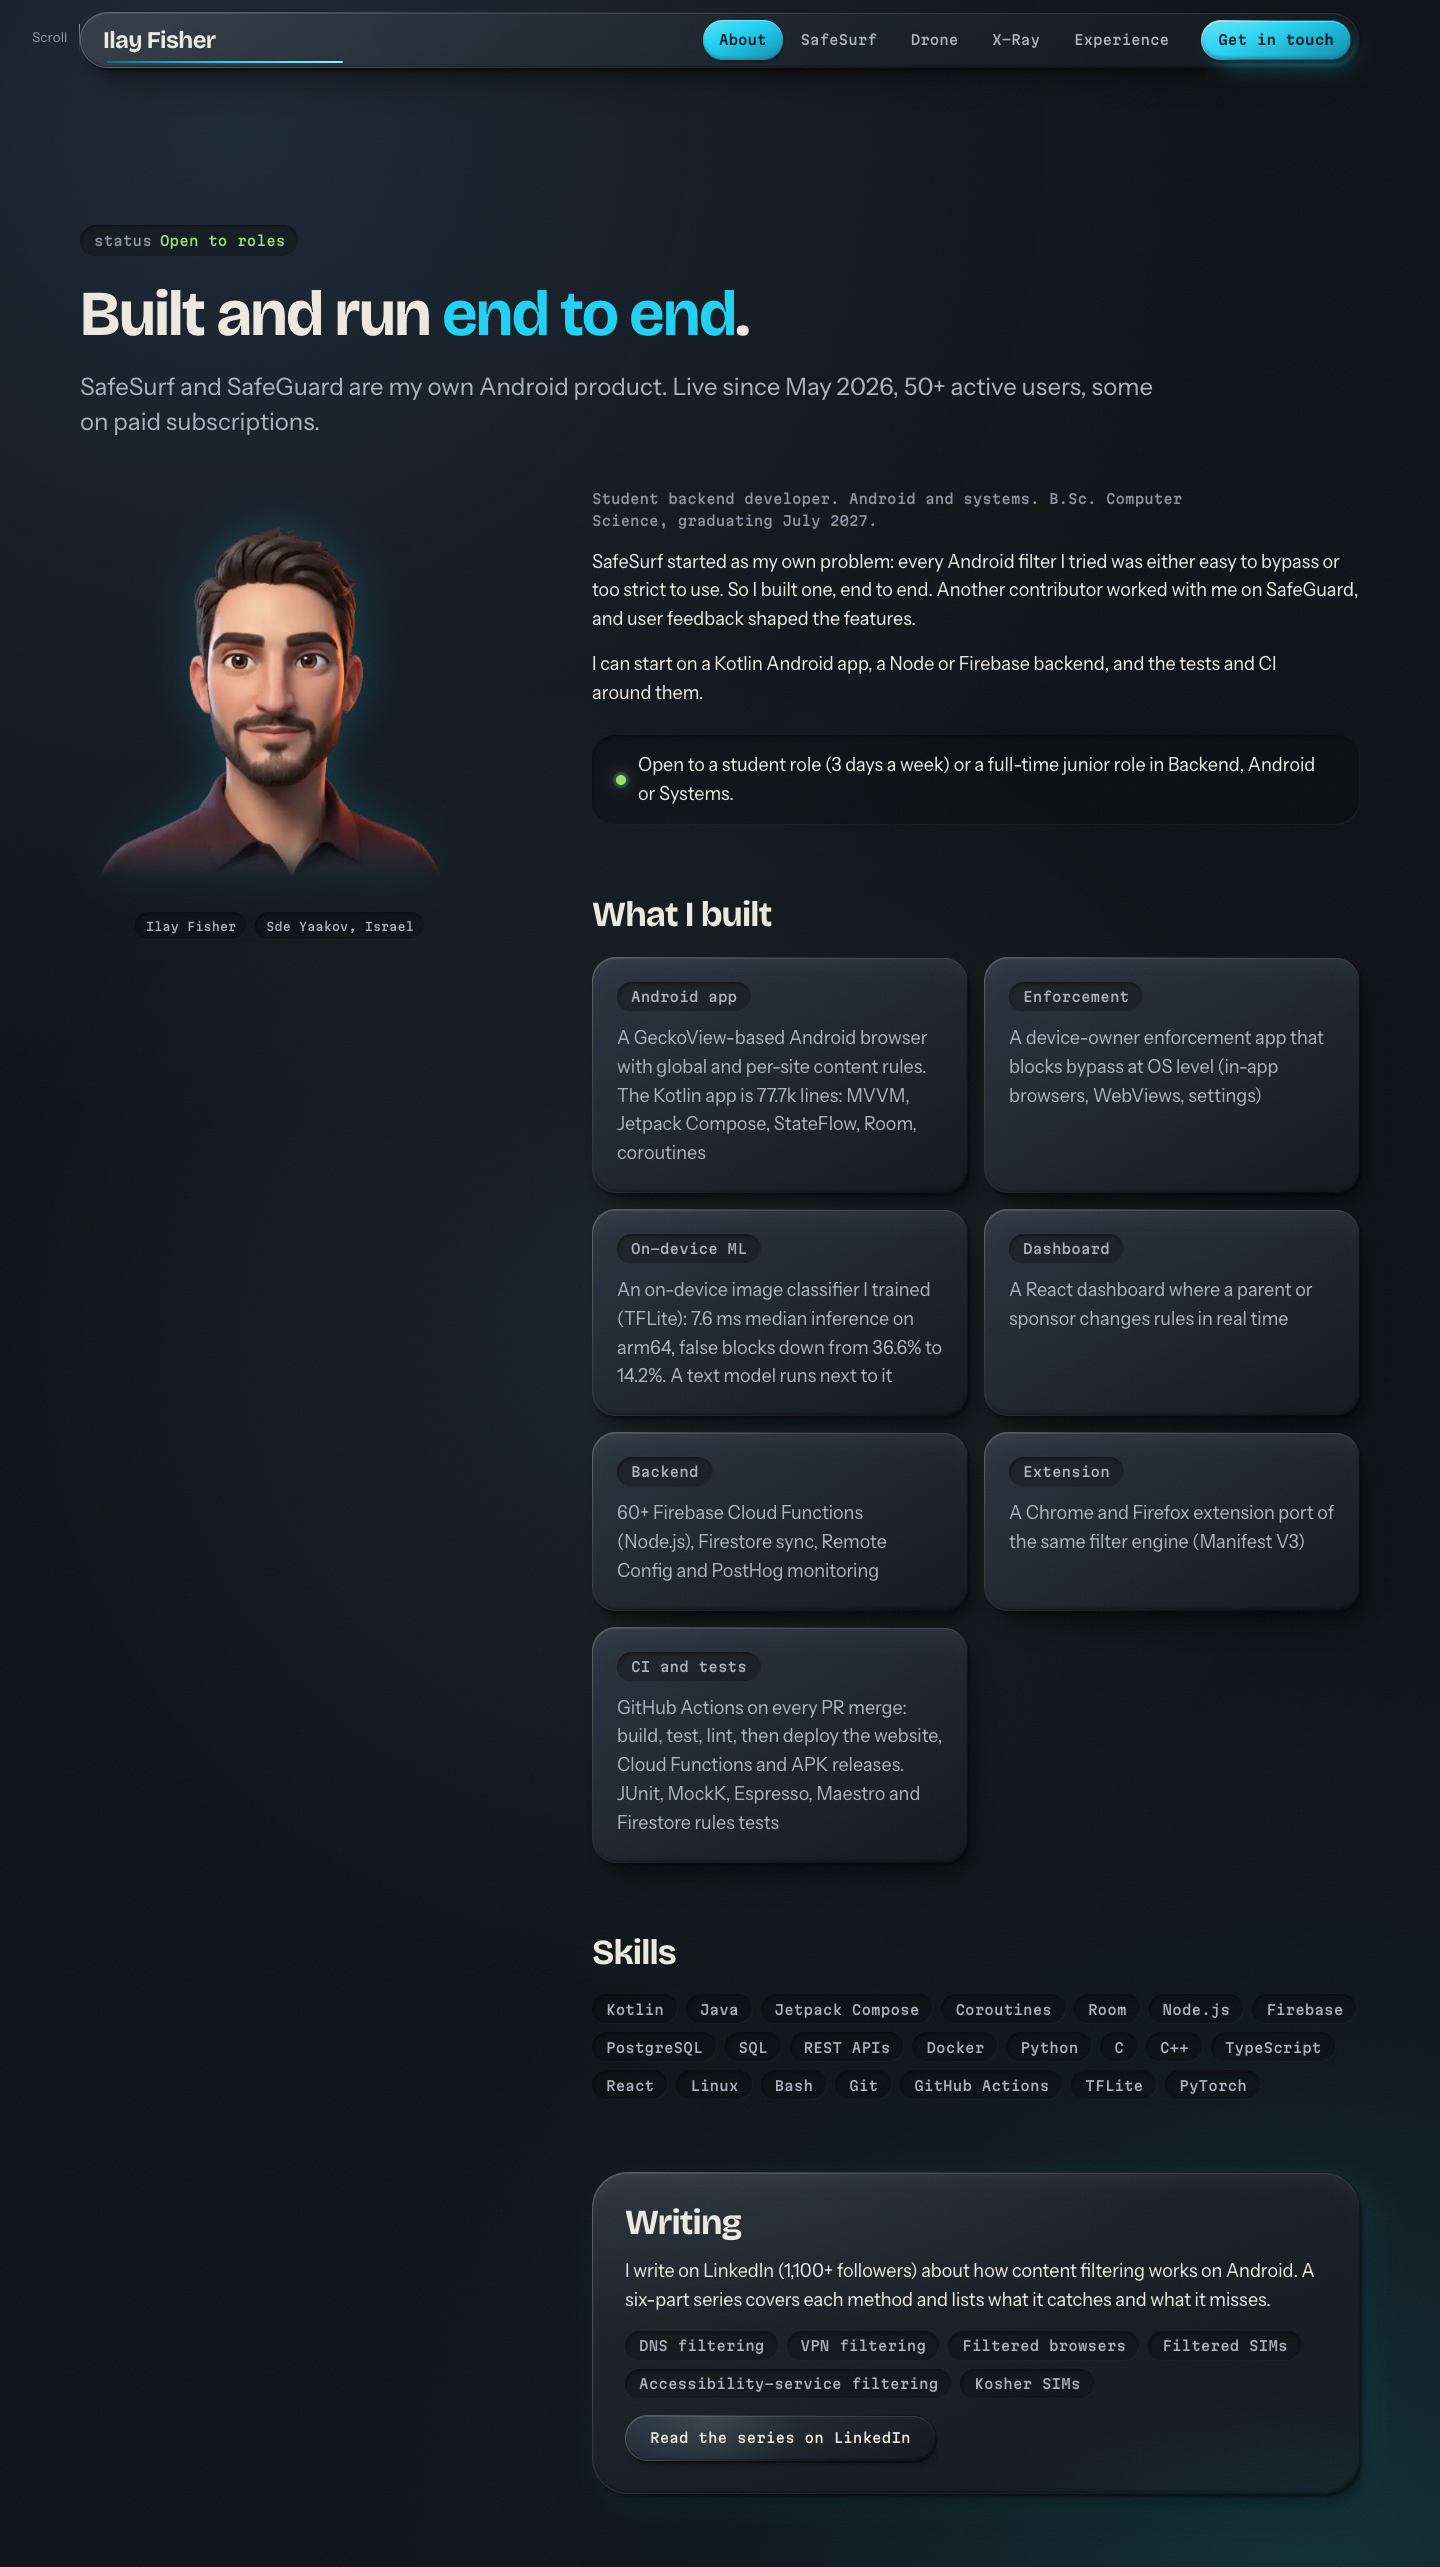 Scroll
Ilay Fisher
About
SafeSurf
Drone
X-Ray
Experience
Get in touch
status Open to roles
Built and run end to end.
SafeSurf and SafeGuard are my own Android product. Live since May 2026, 50+ active users, some
on paid subscriptions.
Student backend developer. Android and systems. B.Sc. Computer
Science, graduating July 2027.
SafeSurf started as my own problem: every Android filter I tried was either easy to bypass or
too strict to use. So I built one, end to end. Another contributor worked with me on SafeGuard,
and user feedback shaped the features.
I can start on a Kotlin Android app, a Node or Firebase backend, and the tests and CI
around them.
Open to a student role (3 days a week) or a full-time junior role in Backend, Android
or Systems.
Ilay Fisher
Sde Yaakov, Israel
What I built
Android app
A GeckoView-based Android browser
with global and per-site content rules.
The Kotlin app is 77.7k lines: MVVM,
Jetpack Compose, StateFlow, Room,
coroutines
Enforcement
A device-owner enforcement app that
blocks bypass at OS level (in-app
browsers, WebViews, settings)
On-device ML
An on-device image classifier I trained
(TFLite): 7.6 ms median inference on
arm64, false blocks down from 36.6% to
14.2%. A text model runs next to it
Dashboard
A React dashboard where a parent or
sponsor changes rules in real time
Backend
60+ Firebase Cloud Functions
(Node.js), Firestore sync, Remote
Config and PostHog monitoring
Extension
A Chrome and Firefox extension port of
the same filter engine (Manifest V3)
CI and tests
GitHub Actions on every PR merge:
build, test, lint, then deploy the website,
Cloud Functions and APK releases.
JUnit, MockK, Espresso, Maestro and
Firestore rules tests
Skills
Kotlin Java Jetpack Compose Coroutines Room Node.js Firebase
PostgreSQL SQL REST APIs Docker Python C C++ TypeScript
React Linux Bash Git GitHub Actions TFLite PyTorch
Writing
I write on LinkedIn (1,100+ followers) about how content filtering works on Android. A
six-part series covers each method and lists what it catches and what it misses.
DNS filtering VPN filtering Filtered browsers Filtered SIMs
Accessibility-service filtering Kosher SIMs
Read the series on LinkedIn